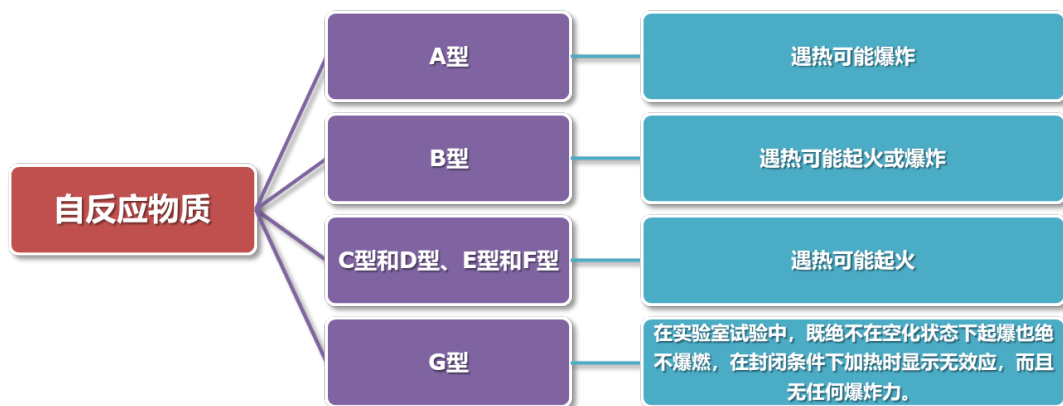 自反应物质
A型
遇热可能爆炸
B型
遇热可能起火或爆炸
C型和D型、E型和F型
遇热可能起火
G型
在实验室试验中，既绝不在空化状态下起爆也绝
不爆燃，在封闭条件下加热时显示无效应，而且
无任何爆炸力。